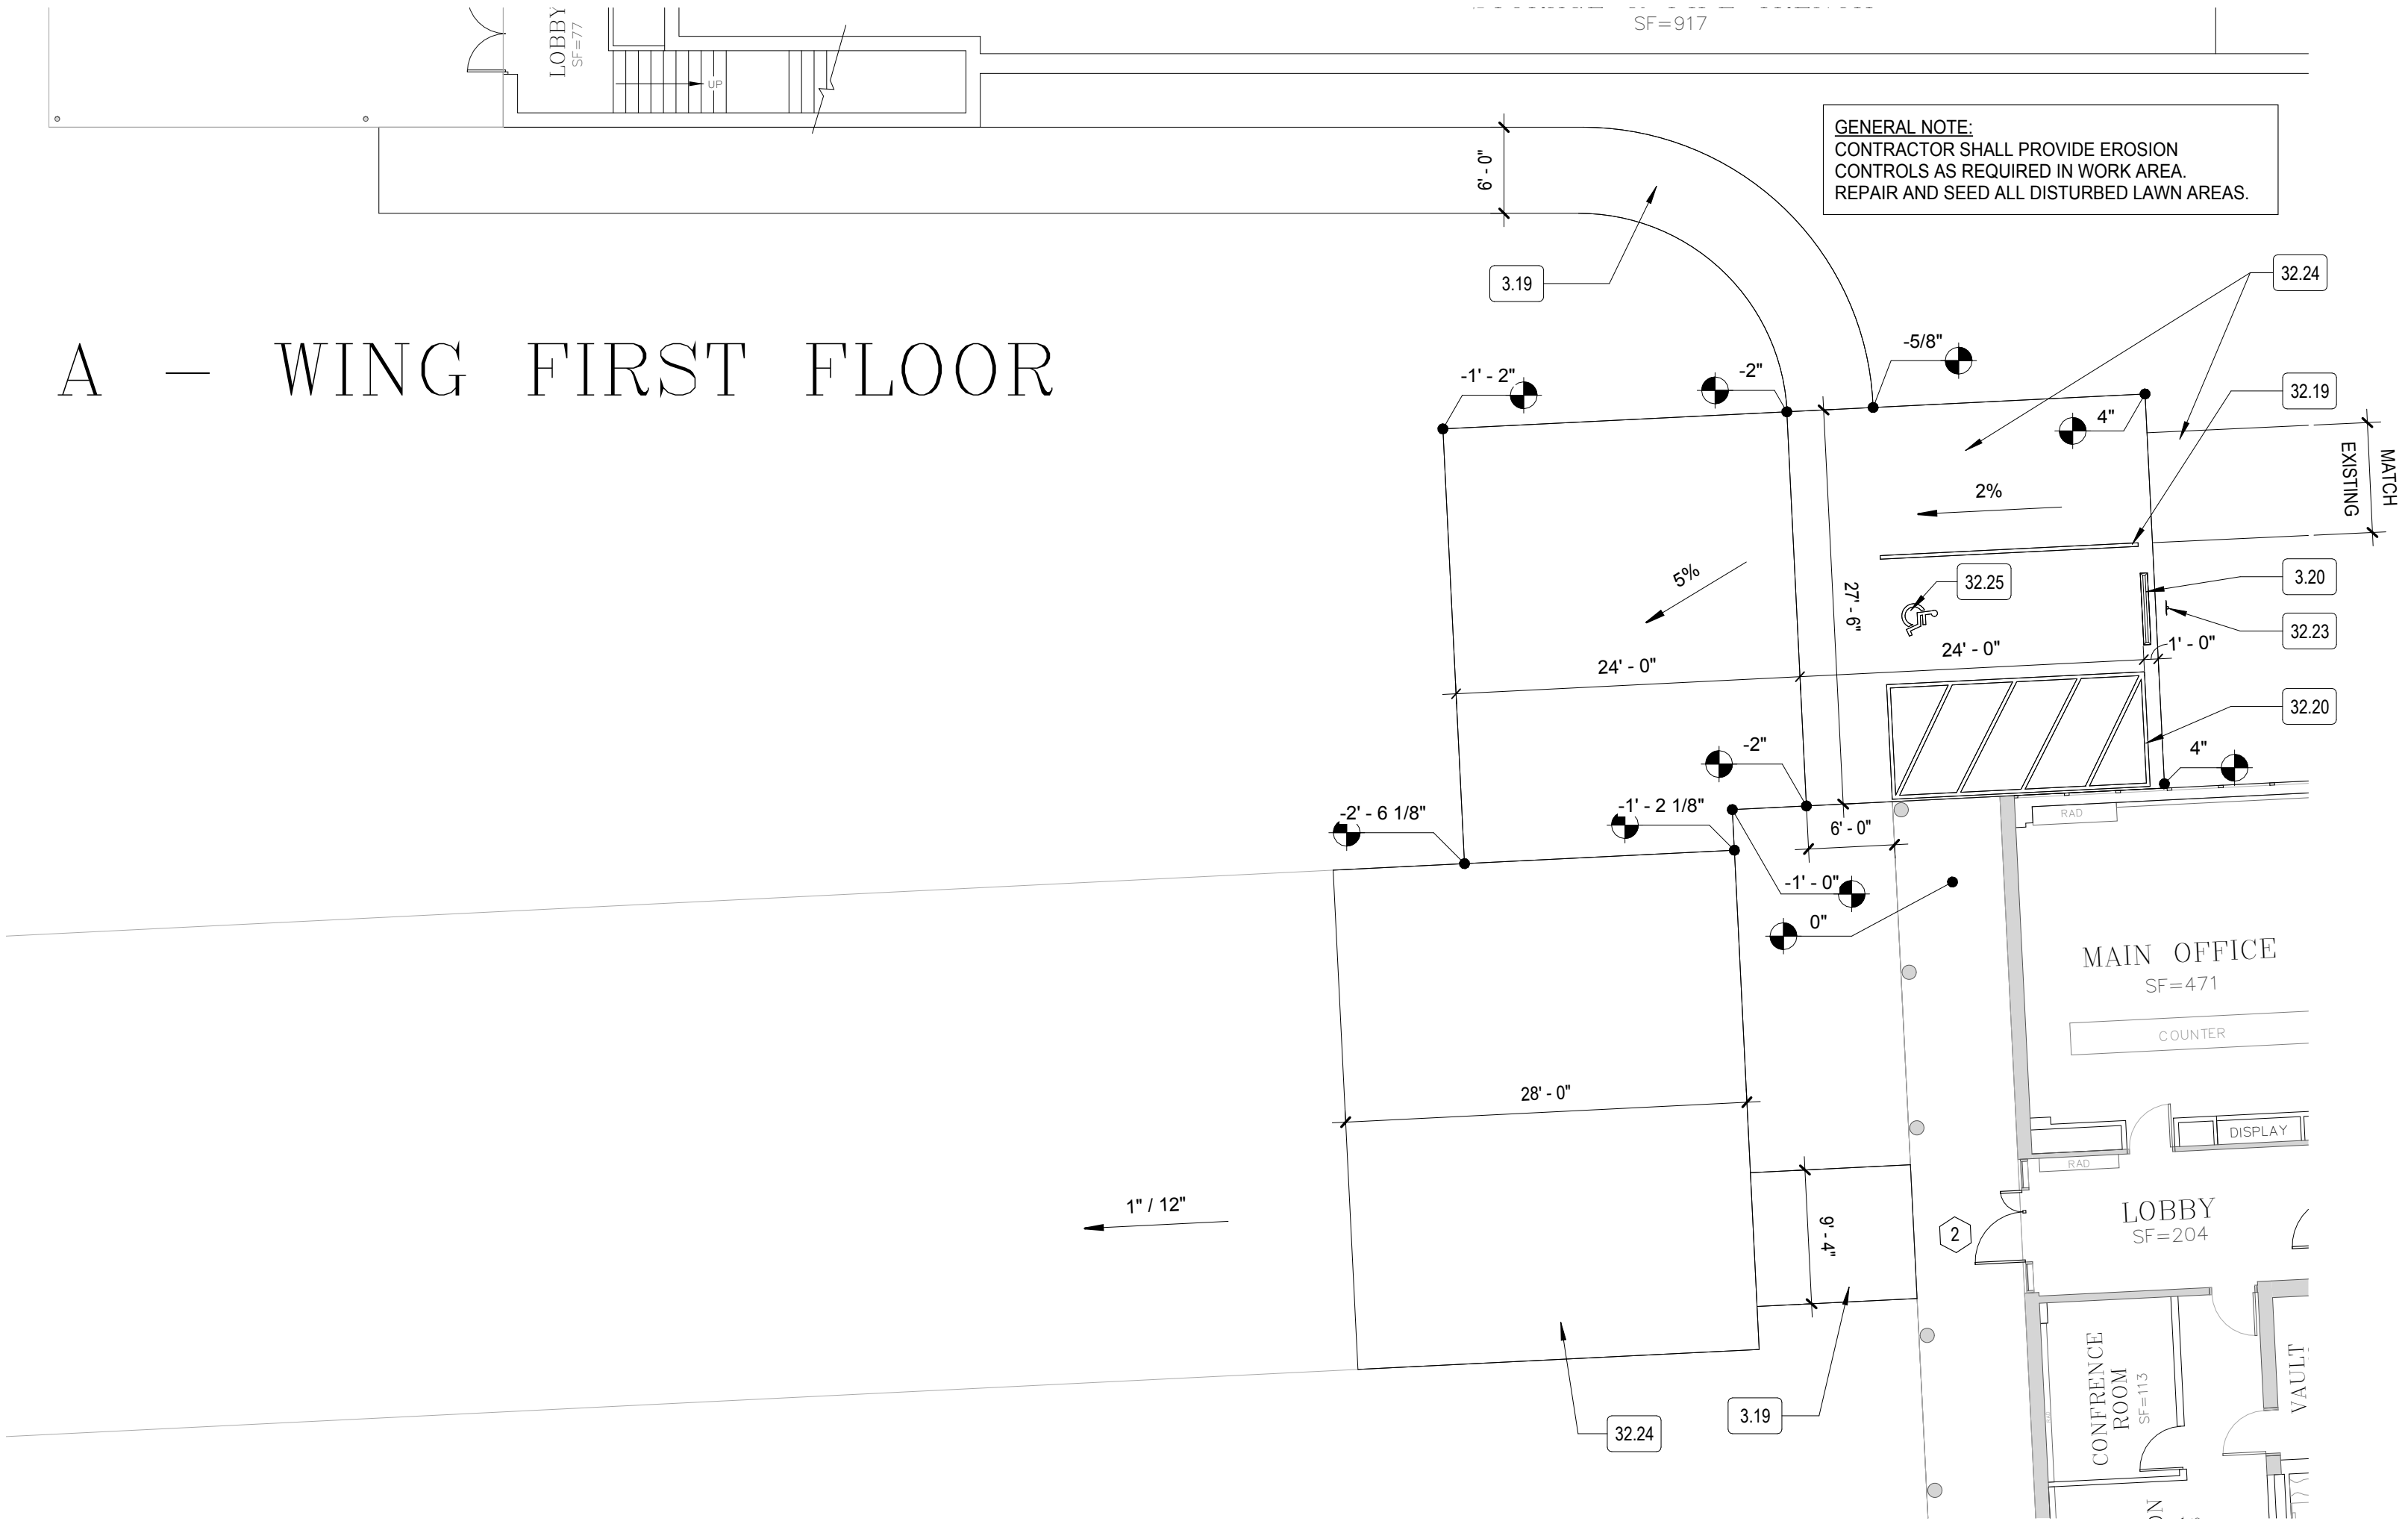 LOBBY
SF=77
UP
SF=917
GENERAL NOTE:
CONTRACTOR SHALL PROVIDE EROSION
CONTROLS AS REQUIRED IN WORK AREA.
REPAIR AND SEED ALL DISTURBED LAWN AREAS.
6' - 0"
3.19
32.24
A - WING FIRST FLOOR
-5/8"
-1' - 2"
-2"
4"
32.19
MATCH
EXISTING
2%
5%
32.25
27' - 6"
3.20
32.23
24' - 0"
24' - 0"
1' - 0"
32.20
-2"
4"
-2' - 6 1/8"
-1' - 2 1/8"
6' - 0"
RAD
-1' - 0"
0"
MAIN OFFICE
SF=471
COUNTER
28' - 0"
DISPLAY
RAD
1" / 12"
9' - 4"
2
LOBBY
SF=204
CONFRENCE
ROOM
SF=113
VAULT
3.19
32.24
ON